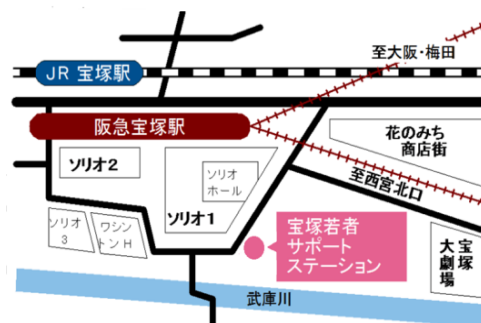 至大阪・梅田
JR 宝塚駅
阪急宝塚駅
花のみち
商店街
ソリオ2
ソリオ
ホール
至西宮北口
ソリオ1
ソリオ
3
ワシン
トンH
宝塚若者
サポート
ステーション
宝塚
大劇場
武庫川